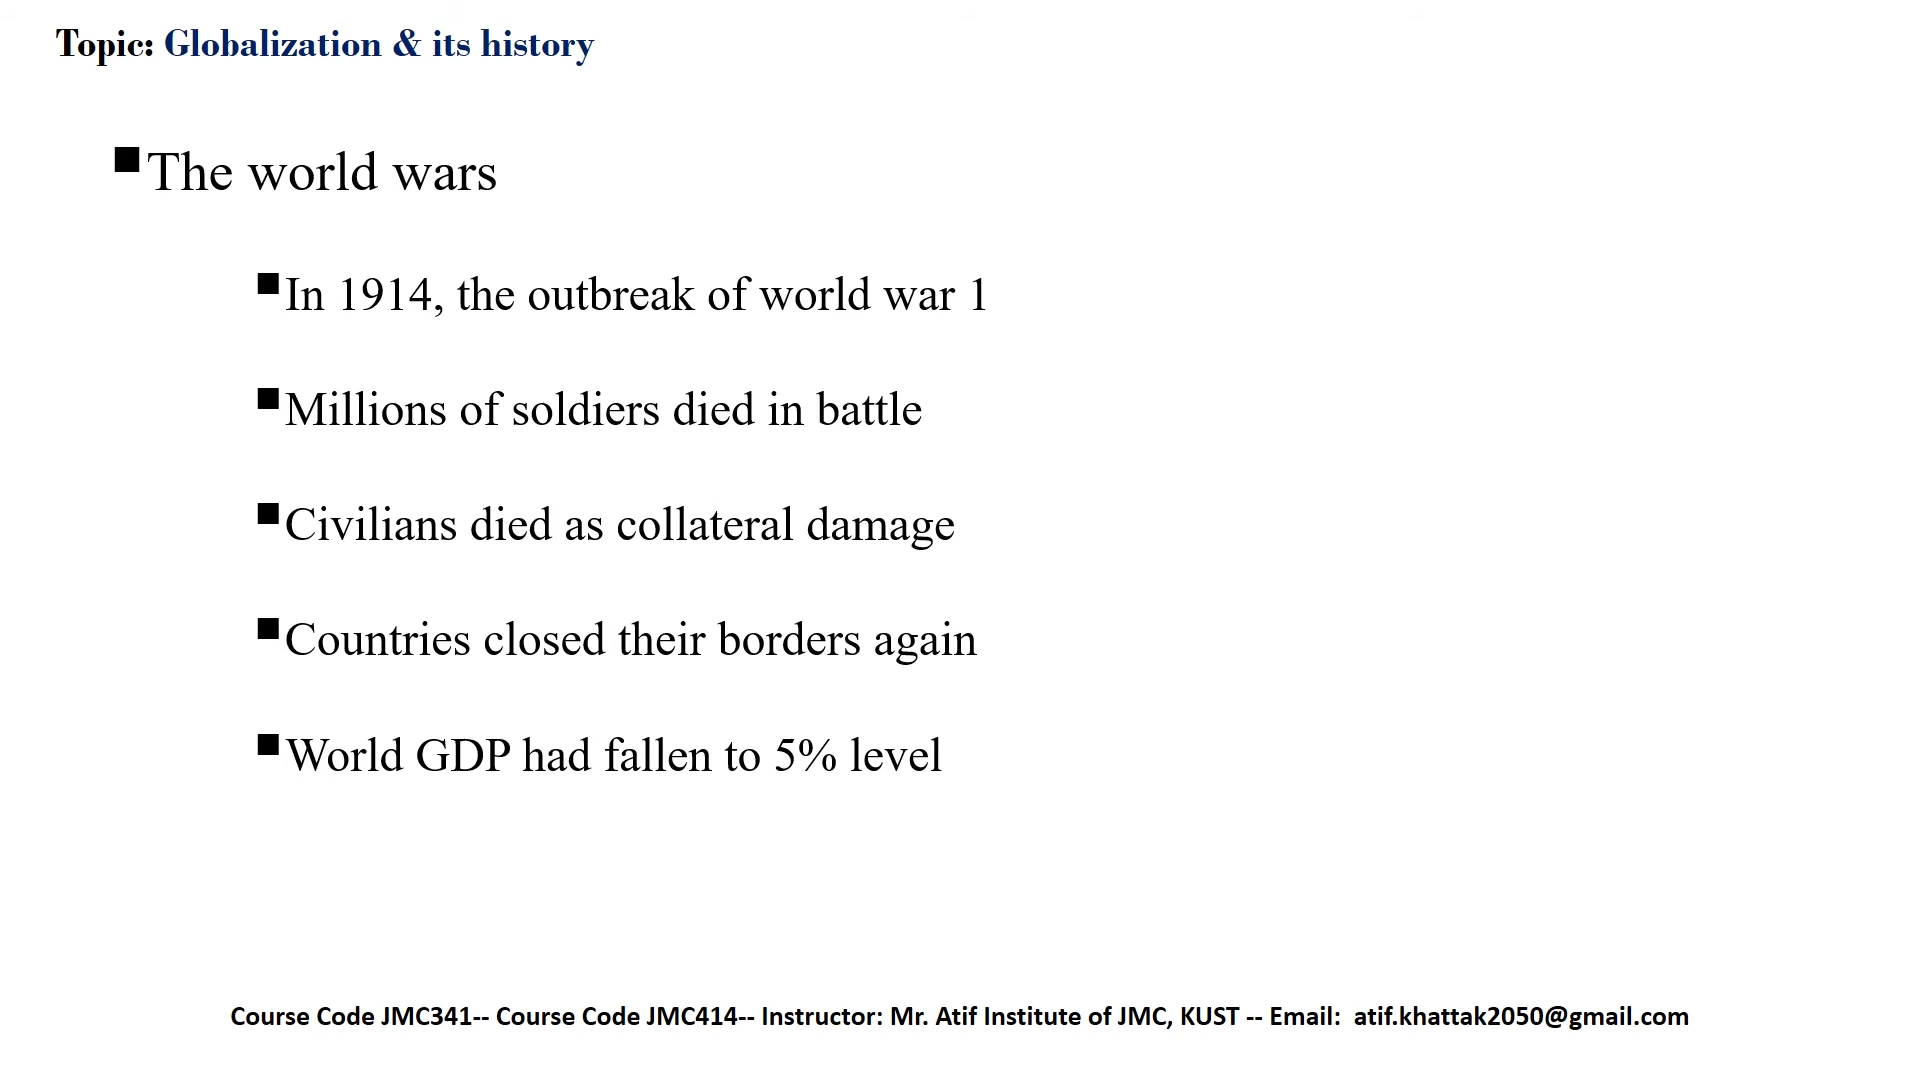 Topic: Globalization & its history
The world wars
In 1914, the outbreak of world war 1
Millions of soldiers died in battle
Civilians died as collateral damage
Countries closed their borders again
World GDP had fallen to 5% level
Course Code JMC341-- Course Code JMC414-- Instructor: Mr. Atif Institute of JMC, KUST -- Email: atif.khattak2050@gmail.com